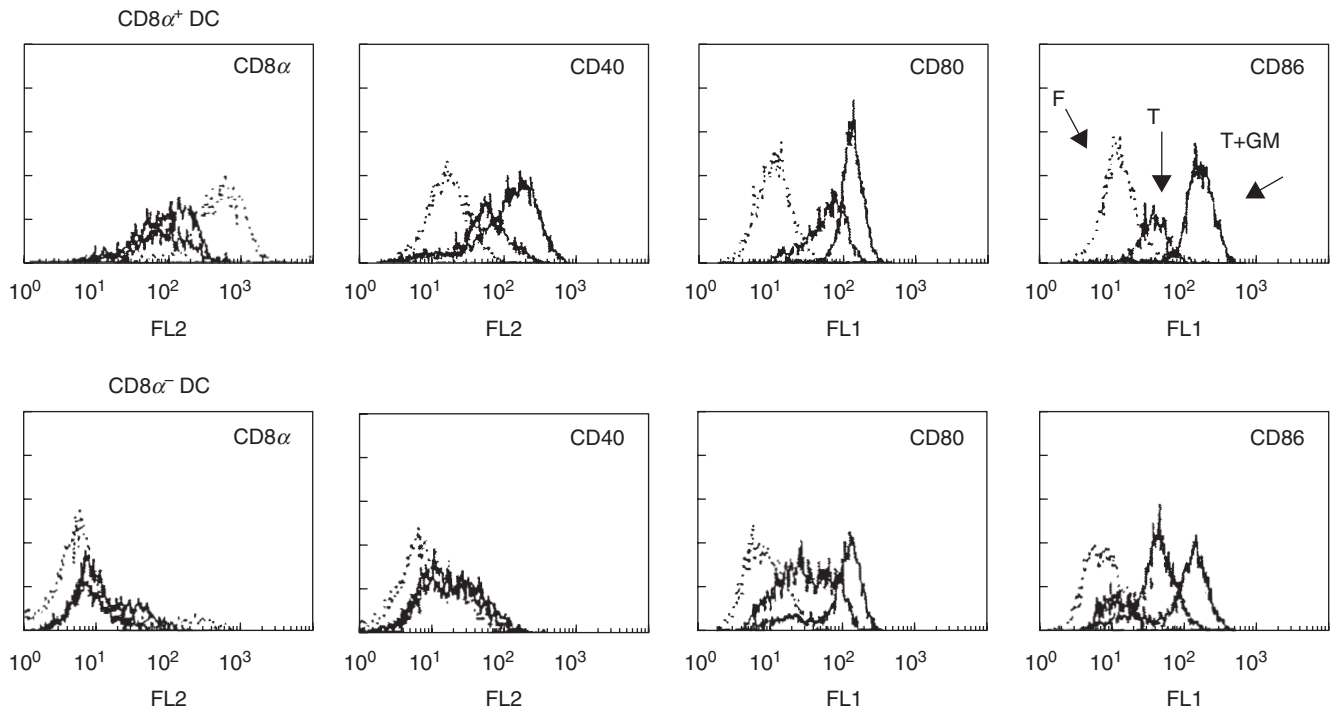 CD8α⁺ DC
CD8α
CD40
CD80
CD86
F
T
T+GM
10⁰ 10¹ 10² 10³
10⁰ 10¹ 10² 10³
10⁰ 10¹ 10² 10³
10⁰ 10¹ 10² 10³
FL2
FL2
FL1
FL1
CD8α⁻ DC
CD8α
CD40
CD80
CD86
10⁰ 10¹ 10² 10³
10⁰ 10¹ 10² 10³
10⁰ 10¹ 10² 10³
10⁰ 10¹ 10² 10³
FL2
FL2
FL1
FL1